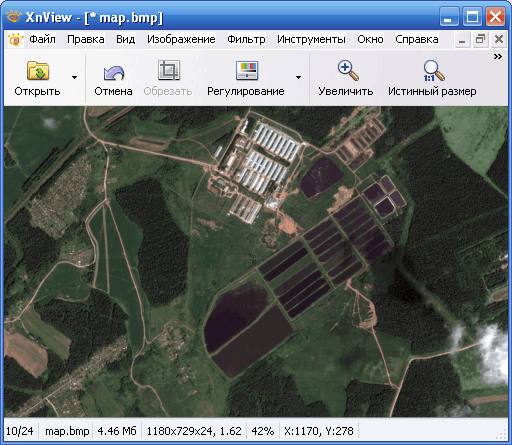 XnView - [* map.bmp]
Файл Правка Вид Изображение Фильтр Инструменты Окно Справка
Открыть Отмена Обрезать Регулирование Увеличить 1:1 Истинный размер
10/24 map.bmp 4.46 Мб 1180x729x24, 1.62 42% X:1170, Y:278